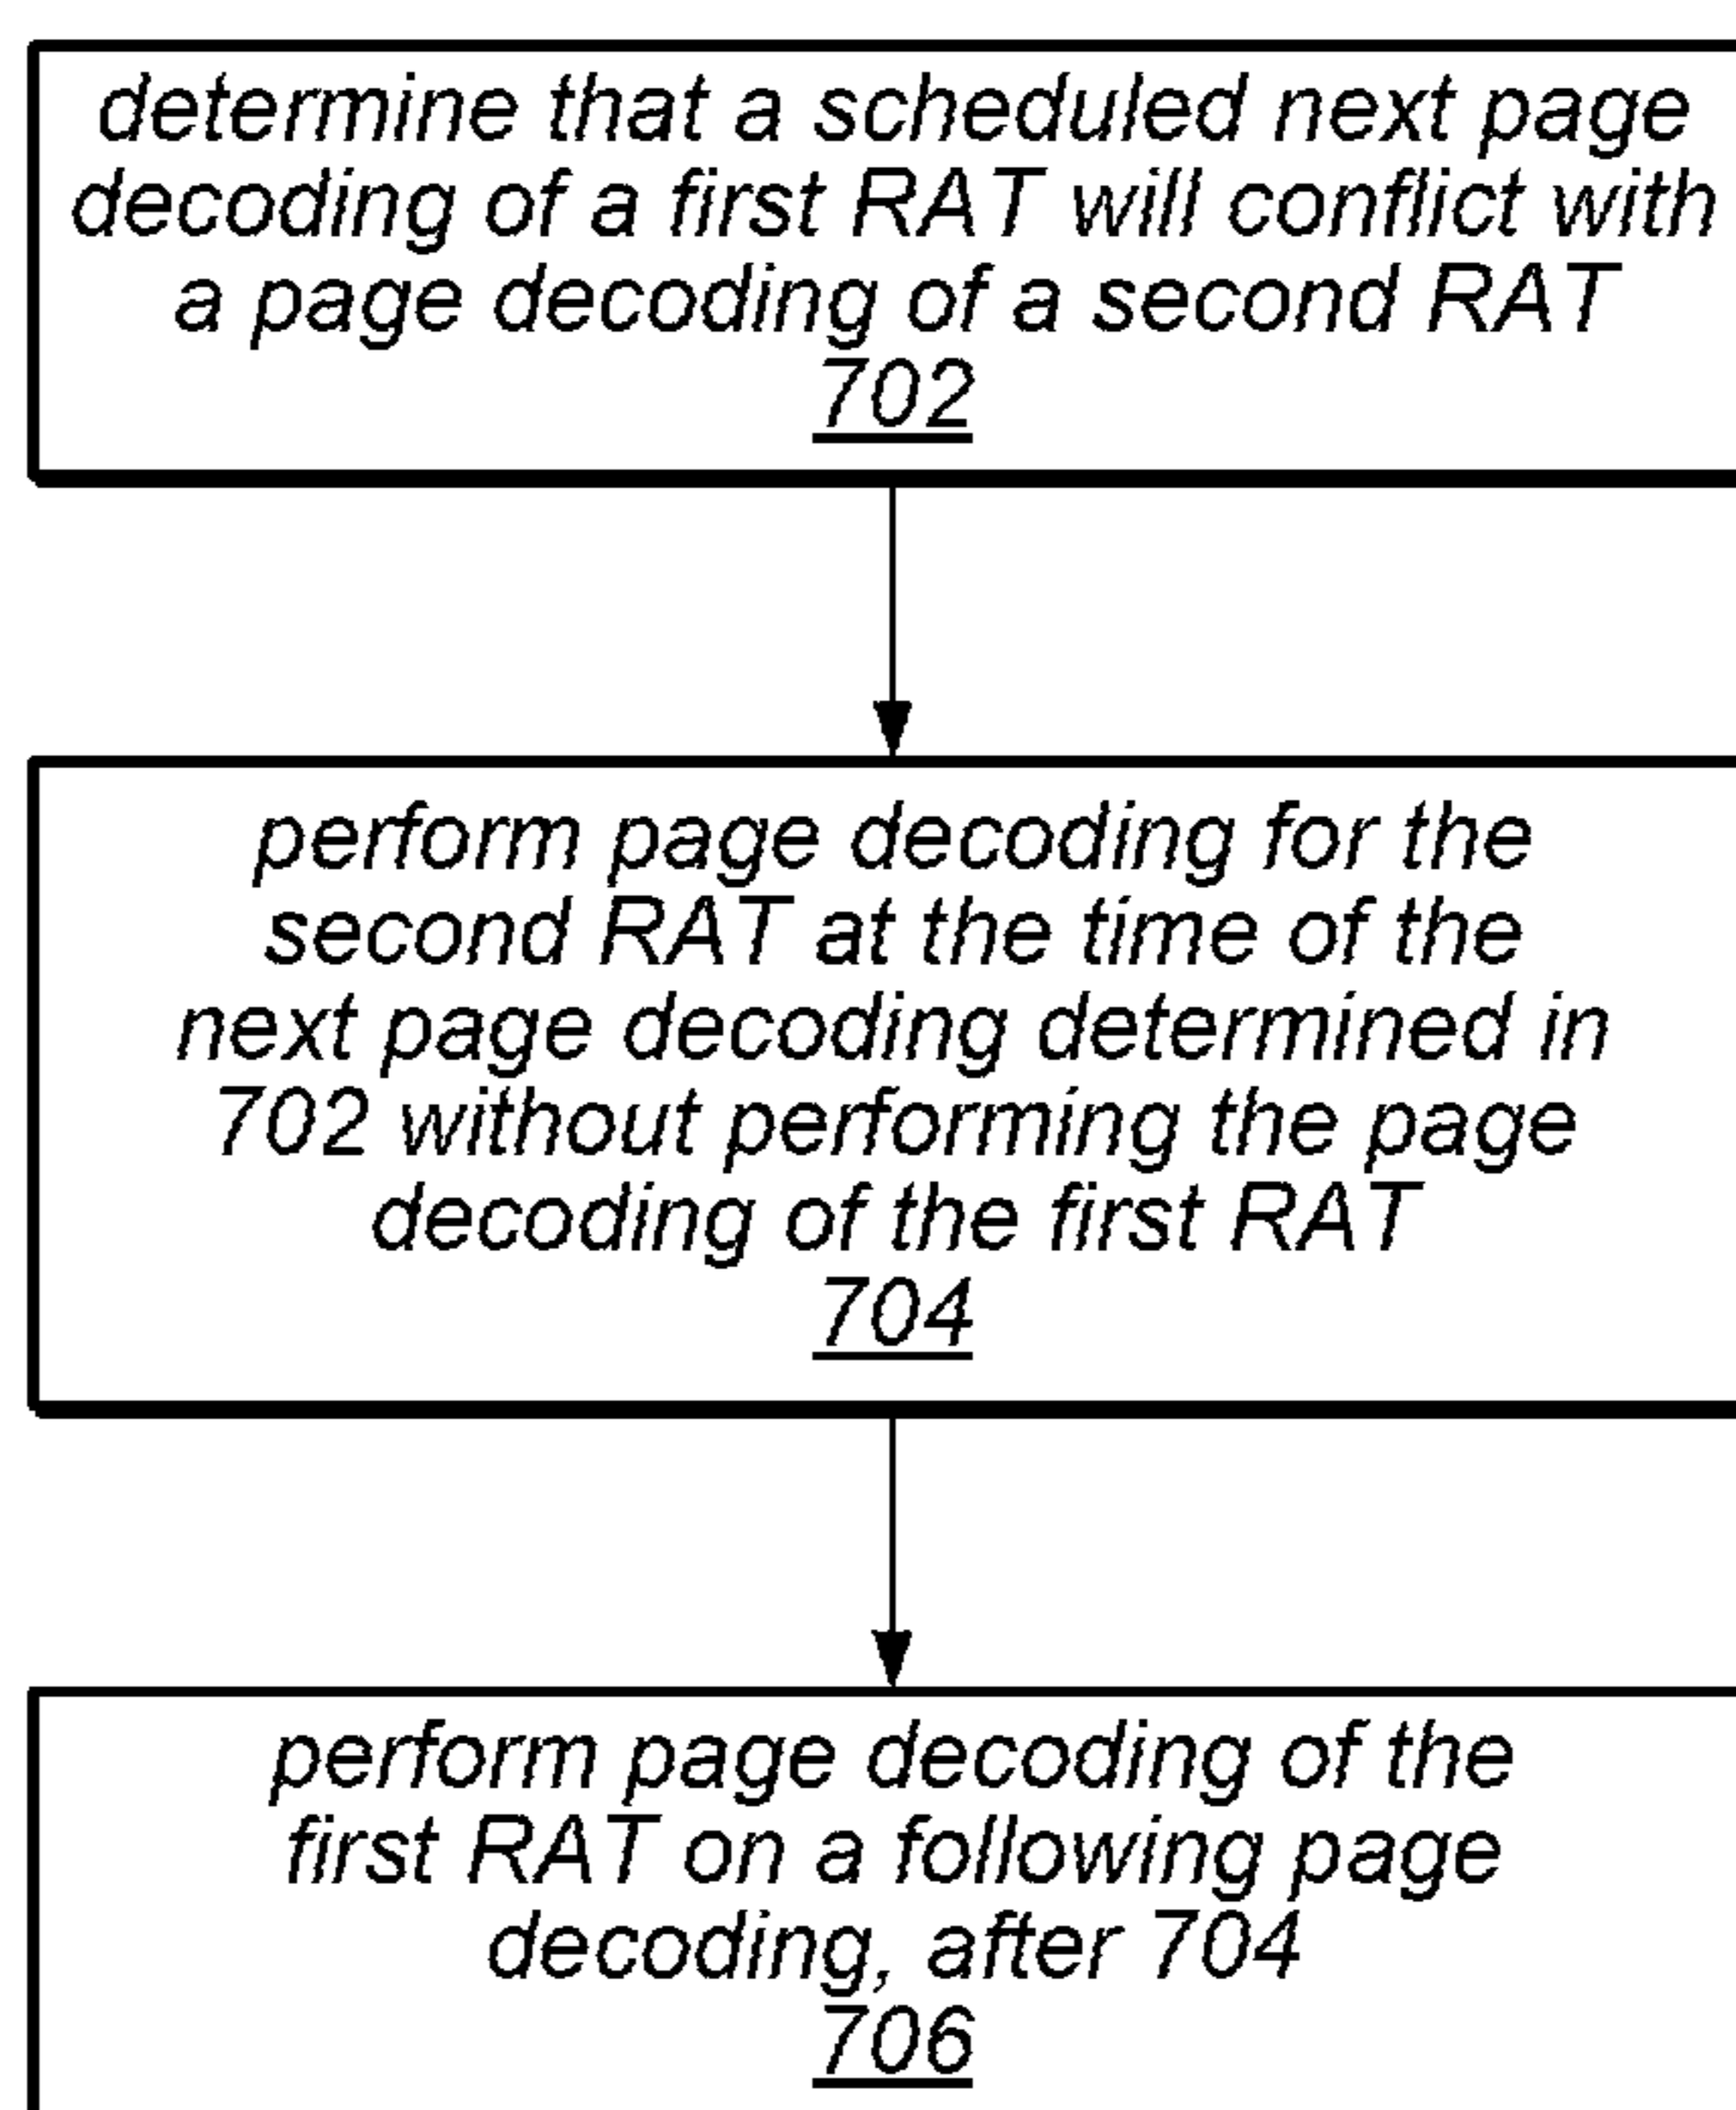 determine that a scheduled next page
decoding of a first RAT will conflict with
a page decoding of a second RAT
702
perform page decoding for the
second RAT at the time of the
next page decoding determined in
702 without performing the page
decoding of the first RAT
704
perform page decoding of the
first RAT on a following page
decoding, after 704
706